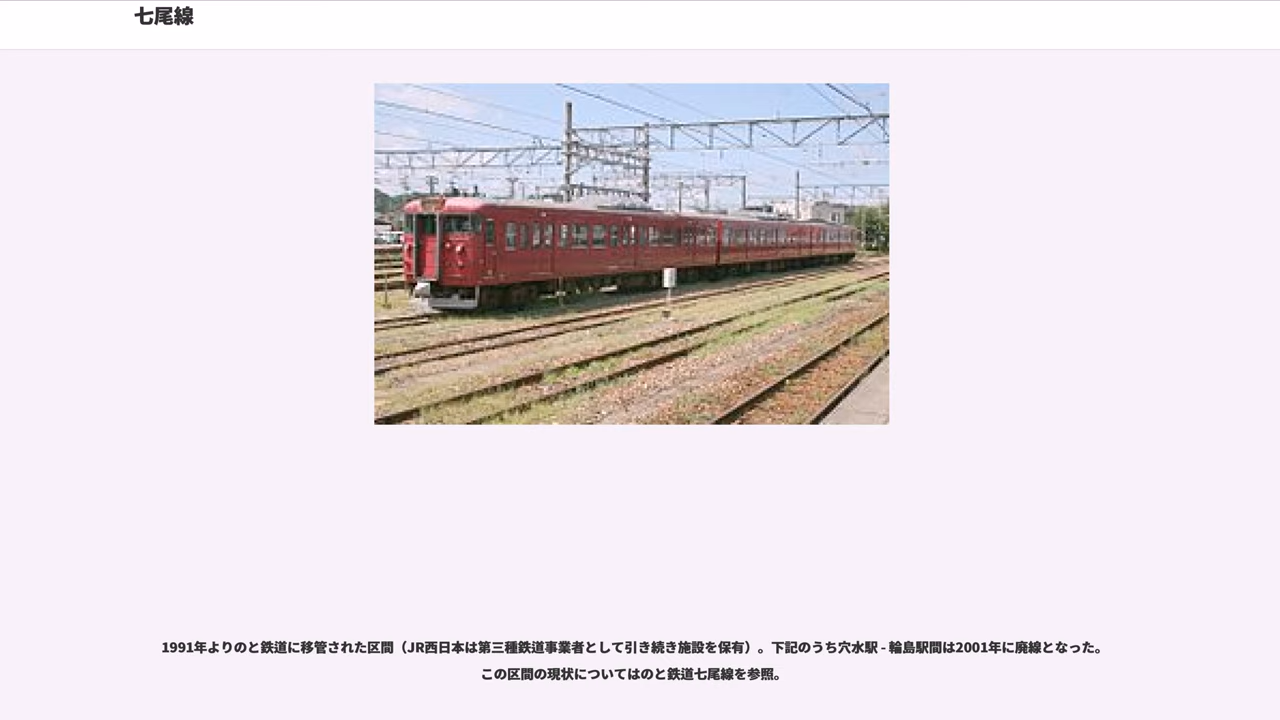 七尾線
1991年よりのと鉄道に移管された区間（JR西日本は第三種鉄道事業者として引き続き施設を保有）。下記のうち穴水駅 - 輪島駅間は2001年に廃線となった。
この区間の現状についてはのと鉄道七尾線を参照。